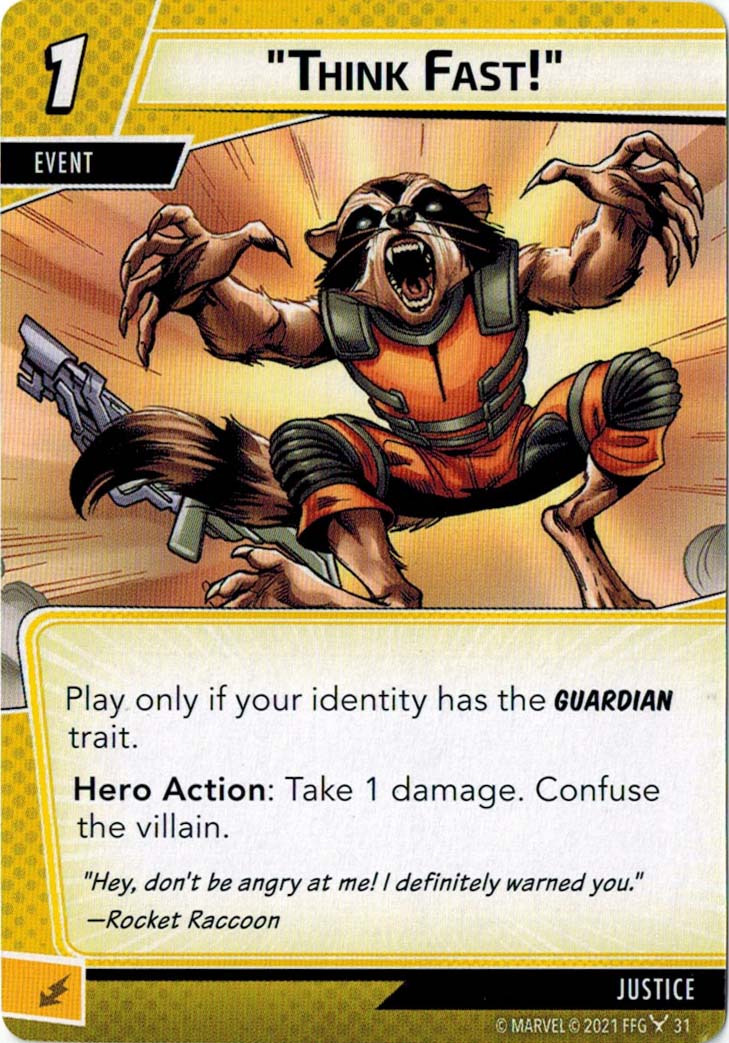 1
"THINK FAST!"
EVENT
Play only if your identity has the GUARDIAN
trait.
Hero Action: Take 1 damage. Confuse
the villain.
"Hey, don't be angry at me! I definitely warned you."
—Rocket Raccoon
JUSTICE
© MARVEL © 2021 FFG 31